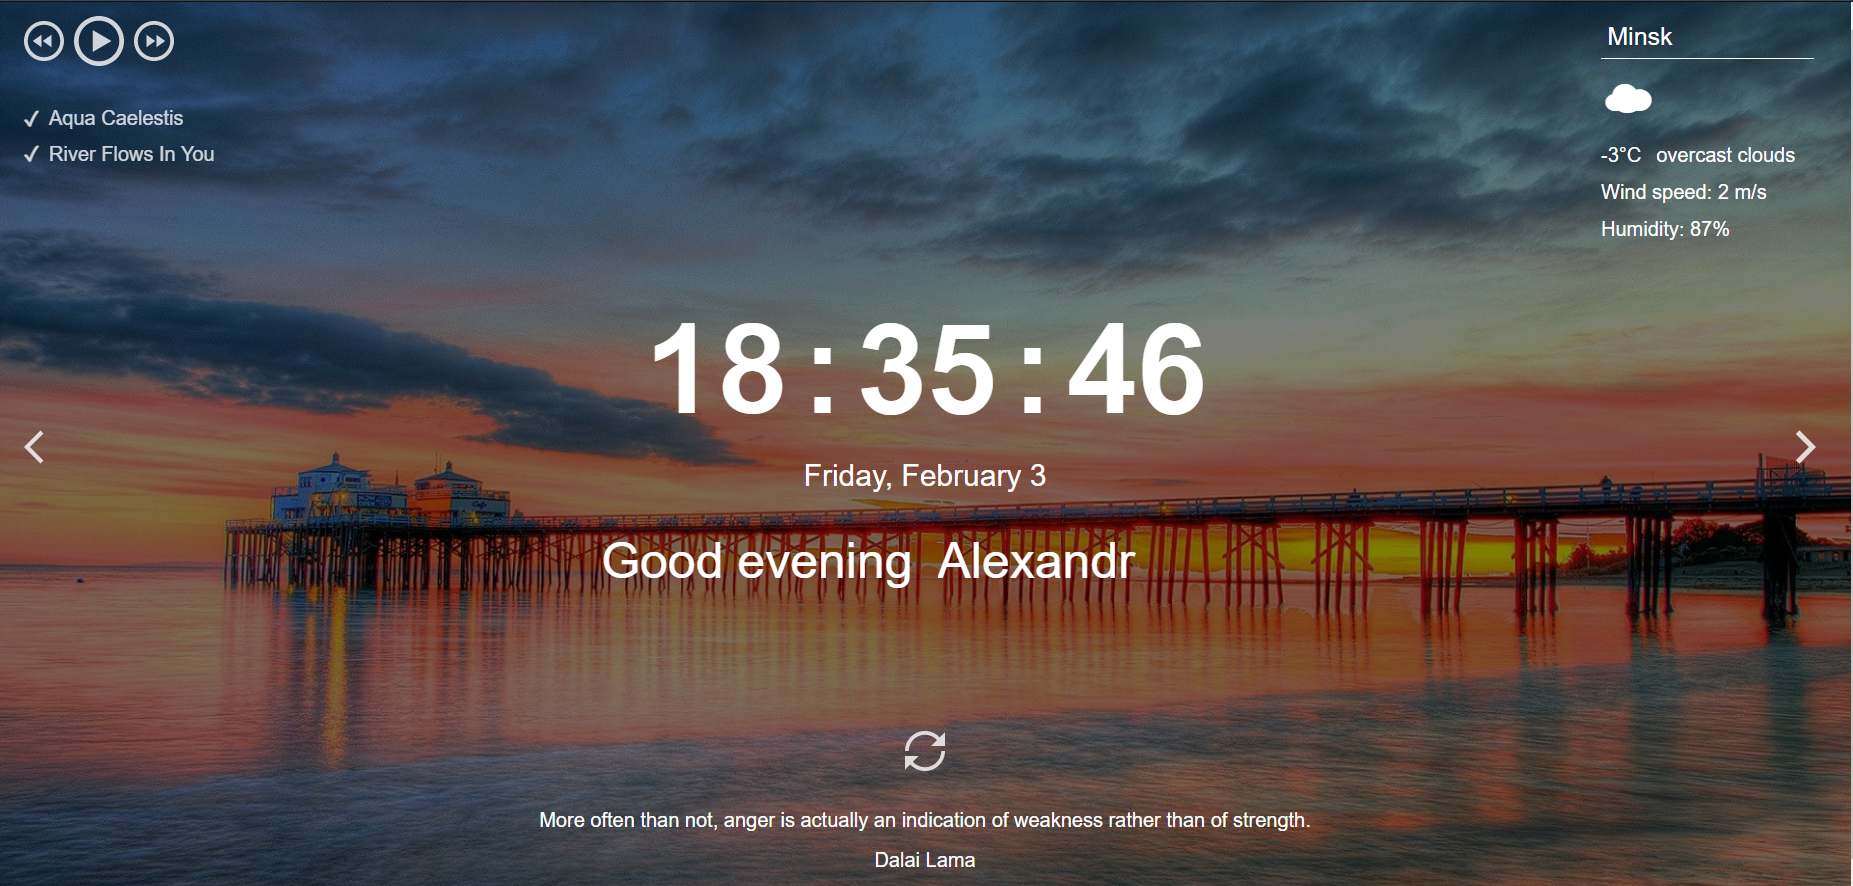 Minsk
Aqua Caelestis
River Flows In You
-3°C overcast clouds
Wind speed: 2 m/s
Humidity: 87%
18:35:46
Friday, February 3
Good evening Alexandr
More often than not, anger is actually an indication of weakness rather than of strength.
Dalai Lama